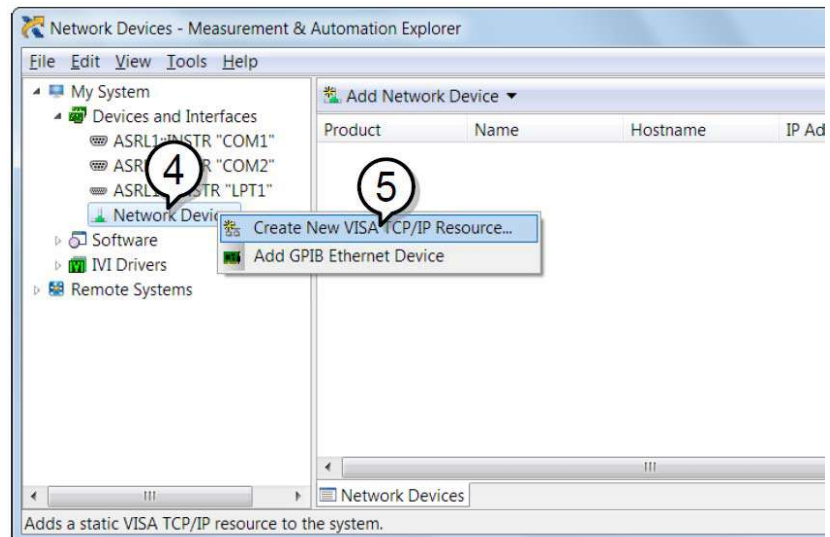 Network Devices - Measurement & Automation Explorer
File Edit View Tools Help
My System
Devices and Interfaces
ASRL1::INSTR "COM1"
ASRL "COM2"
ASRL "LPT1"
4
Network Devic
Software
IVI Drivers
Remote Systems
Add Network Device
Product Name Hostname IP Ad
5
Create New VISA TCP/IP Resource...
Add GPIB Ethernet Device
Network Devices
Adds a static VISA TCP/IP resource to the system.